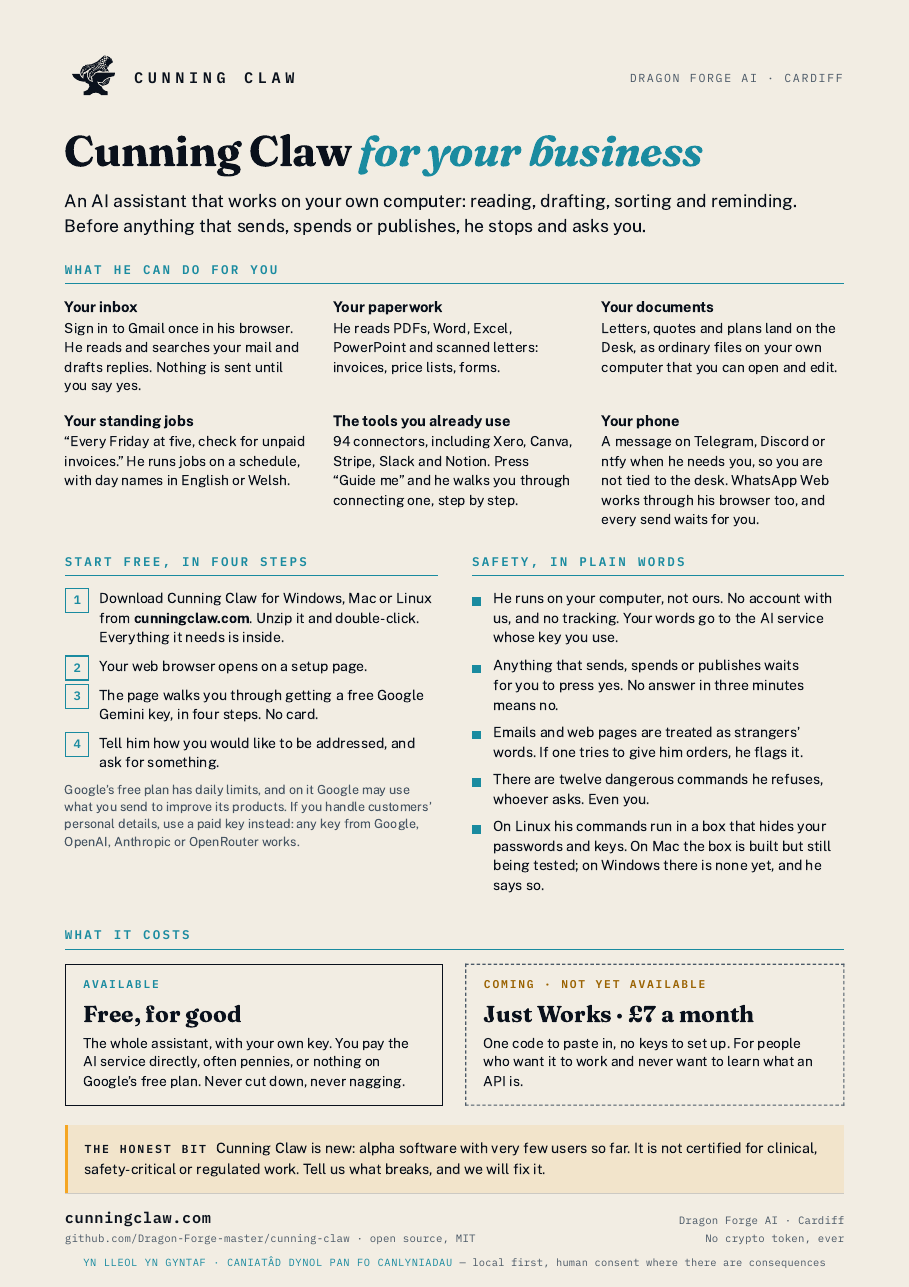 CUNNING CLAW
DRAGON FORGE AI · CARDIFF
Cunning Claw for your business
An AI assistant that works on your own computer: reading, drafting, sorting and reminding.
Before anything that sends, spends or publishes, he stops and asks you.
WHAT HE CAN DO FOR YOU
Your inbox
Sign in to Gmail once in his browser.
He reads and searches your mail and
drafts replies. Nothing is sent until
you say yes.
Your paperwork
He reads PDFs, Word, Excel,
PowerPoint and scanned letters:
invoices, price lists, forms.
Your documents
Letters, quotes and plans land on the
Desk, as ordinary files on your own
computer that you can open and edit.
Your standing jobs
“Every Friday at five, check for unpaid
invoices.” He runs jobs on a schedule,
with day names in English or Welsh.
The tools you already use
94 connectors, including Xero, Canva,
Stripe, Slack and Notion. Press
“Guide me” and he walks you through
connecting one, step by step.
Your phone
A message on Telegram, Discord or
ntfy when he needs you, so you are
not tied to the desk. WhatsApp Web
works through his browser too, and
every send waits for you.
START FREE, IN FOUR STEPS
1 Download Cunning Claw for Windows, Mac or Linux
from cunningclaw.com. Unzip it and double-click.
Everything it needs is inside.
2 Your web browser opens on a setup page.
3 The page walks you through getting a free Google
Gemini key, in four steps. No card.
4 Tell him how you would like to be addressed, and
ask for something.
Google’s free plan has daily limits, and on it Google may use
what you send to improve its products. If you handle customers’
personal details, use a paid key instead: any key from Google,
OpenAI, Anthropic or OpenRouter works.
SAFETY, IN PLAIN WORDS
He runs on your computer, not ours. No account with
us, and no tracking. Your words go to the AI service
whose key you use.
Anything that sends, spends or publishes waits
for you to press yes. No answer in three minutes
means no.
Emails and web pages are treated as strangers’
words. If one tries to give him orders, he flags it.
There are twelve dangerous commands he refuses,
whoever asks. Even you.
On Linux his commands run in a box that hides your
passwords and keys. On Mac the box is built but still
being tested; on Windows there is none yet, and he
says so.
WHAT IT COSTS
AVAILABLE
Free, for good
The whole assistant, with your own key. You pay the
AI service directly, often pennies, or nothing on
Google’s free plan. Never cut down, never nagging.
COMING · NOT YET AVAILABLE
Just Works · £7 a month
One code to paste in, no keys to set up. For people
who want it to work and never want to learn what an
API is.
THE HONEST BIT Cunning Claw is new: alpha software with very few users so far. It is not certified for clinical,
safety-critical or regulated work. Tell us what breaks, and we will fix it.
cunningclaw.com
github.com/Dragon-Forge-master/cunning-claw · open source, MIT
Dragon Forge AI · Cardiff
No crypto token, ever
YN LLEOL YN GYNTAF · CANIATÂD DYNOL PAN FO CANLYNIADAU — local first, human consent where there are consequences